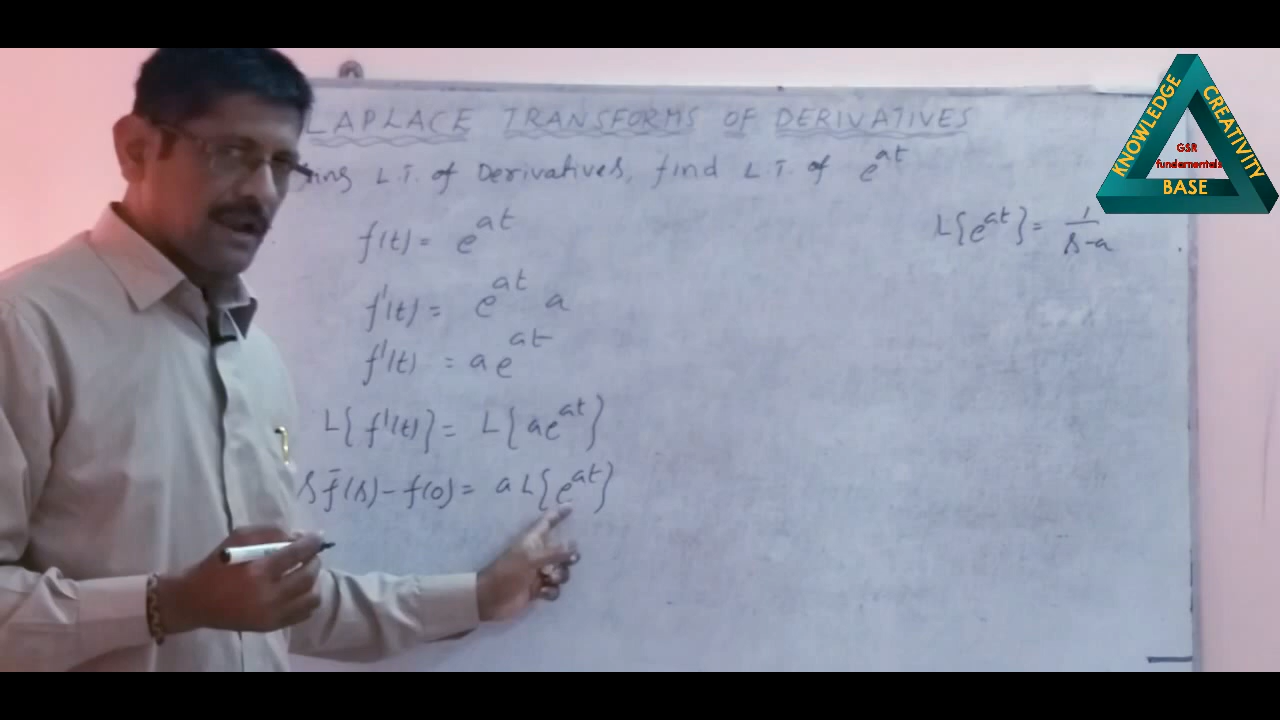 LAPLACE TRANSFORMS OF DERIVATIVES
L.T. of Derivatives, find L.T. of e^{at}
f(t) = e^{at}
L{e^{at}} = 1/(s-a)
f'(t) = e^{at} a
f'(t) = a e^{at}
L{f'(t)} = L{ae^{at}}
s f̄(s) - f(0) = a L{e^{at}}
KNOWLEDGE
CREATIVITY
BASE
GSR
fundamentals